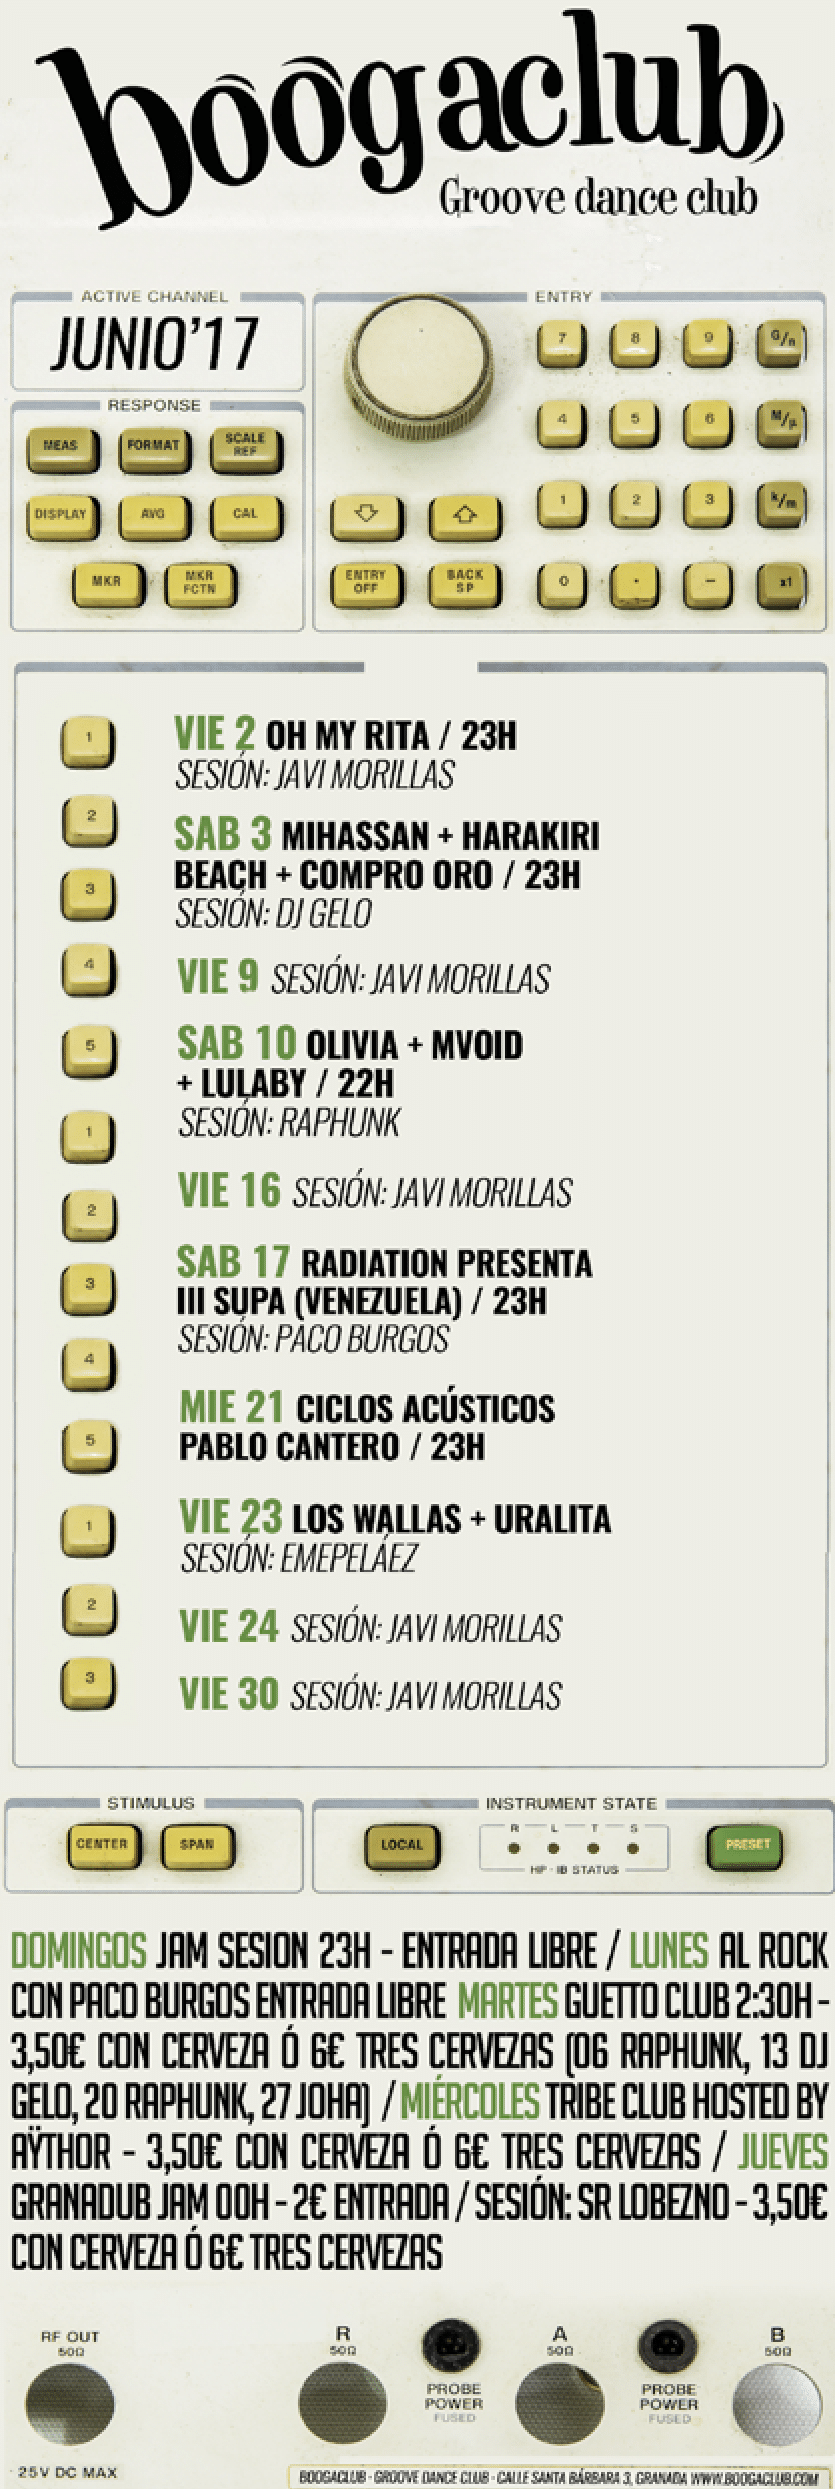 boogaclub
Groove dance club
ACTIVE CHANNEL
JUNIO'17
RESPONSE
MEAS FORMAT SCALE REF
DISPLAY AVG CAL
MKR MKR FCTN
ENTRY
7 8 9 G/n
4 5 6 M/µ
1 2 3 k/m
0 . − x1
ENTRY OFF BACK SP
1
VIE 2 OH MY RITA / 23H
SESIÓN: JAVI MORILLAS
2
SAB 3 MIHASSAN + HARAKIRI
BEACH + COMPRO ORO / 23H
3
SESIÓN: DJ GELO
4
VIE 9 SESIÓN: JAVI MORILLAS
5
SAB 10 OLIVIA + MVOID
+ LULABY / 22H
1
SESIÓN: RAPHUNK
VIE 16 SESIÓN: JAVI MORILLAS
2
SAB 17 RADIATION PRESENTA
3
III SUPA (VENEZUELA) / 23H
SESIÓN: PACO BURGOS
4
MIE 21 CICLOS ACÚSTICOS
5
PABLO CANTERO / 23H
1
VIE 23 LOS WALLAS + URALITA
SESIÓN: EMEPELÁEZ
2
VIE 24 SESIÓN: JAVI MORILLAS
3
VIE 30 SESIÓN: JAVI MORILLAS
STIMULUS
CENTER SPAN
INSTRUMENT STATE
LOCAL
R L T S
HP-IB STATUS
PRESET
DOMINGOS JAM SESION 23H - ENTRADA LIBRE / LUNES AL ROCK
CON PACO BURGOS ENTRADA LIBRE MARTES GUETTO CLUB 2:30H -
3,50€ CON CERVEZA Ó 6€ TRES CERVEZAS (06 RAPHUNK, 13 DJ
GELO, 20 RAPHUNK, 27 JOHA) / MIÉRCOLES TRIBE CLUB HOSTED BY
AŸTHOR - 3,50€ CON CERVEZA Ó 6€ TRES CERVEZAS / JUEVES
GRANADUB JAM 00H - 2€ ENTRADA / SESIÓN: SR LOBEZNO - 3,50€
CON CERVEZA Ó 6€ TRES CERVEZAS
RF OUT
50Ω
R
50Ω
PROBE
POWER
FUSED
A
50Ω
PROBE
POWER
FUSED
B
50Ω
25V DC MAX
BOOGACLUB - GROOVE DANCE CLUB - CALLE SANTA BÁRBARA 3, GRANADA WWW.BOOGACLUB.COM